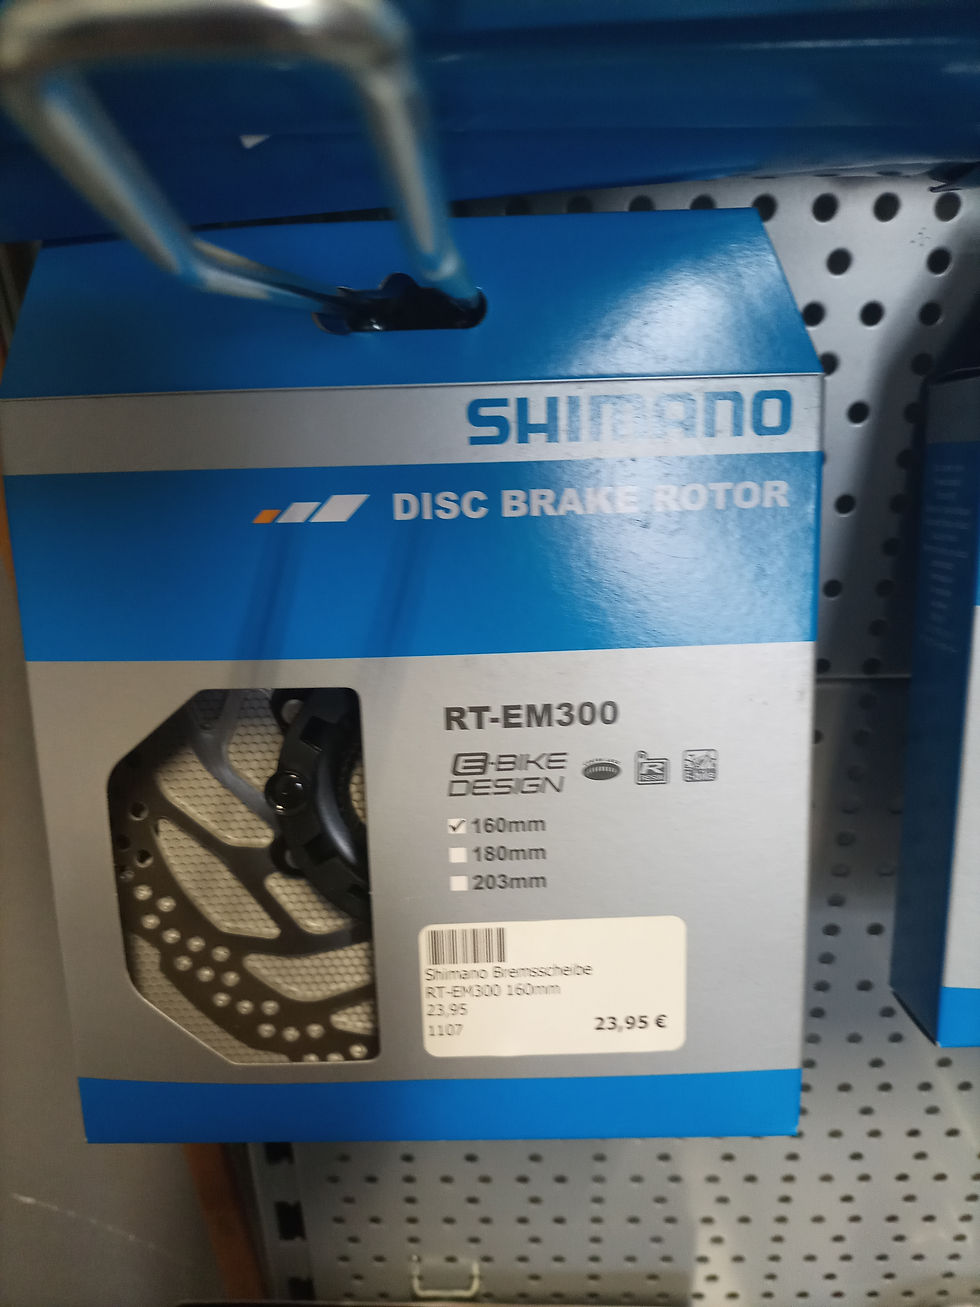 SHIMANO
DISC BRAKE ROTOR
RT-EM300
E-BIKE
DESIGN
160mm
180mm
203mm
Shimano Bremsscheibe
RT-EM300 160mm
23,95
1107
23,95 €